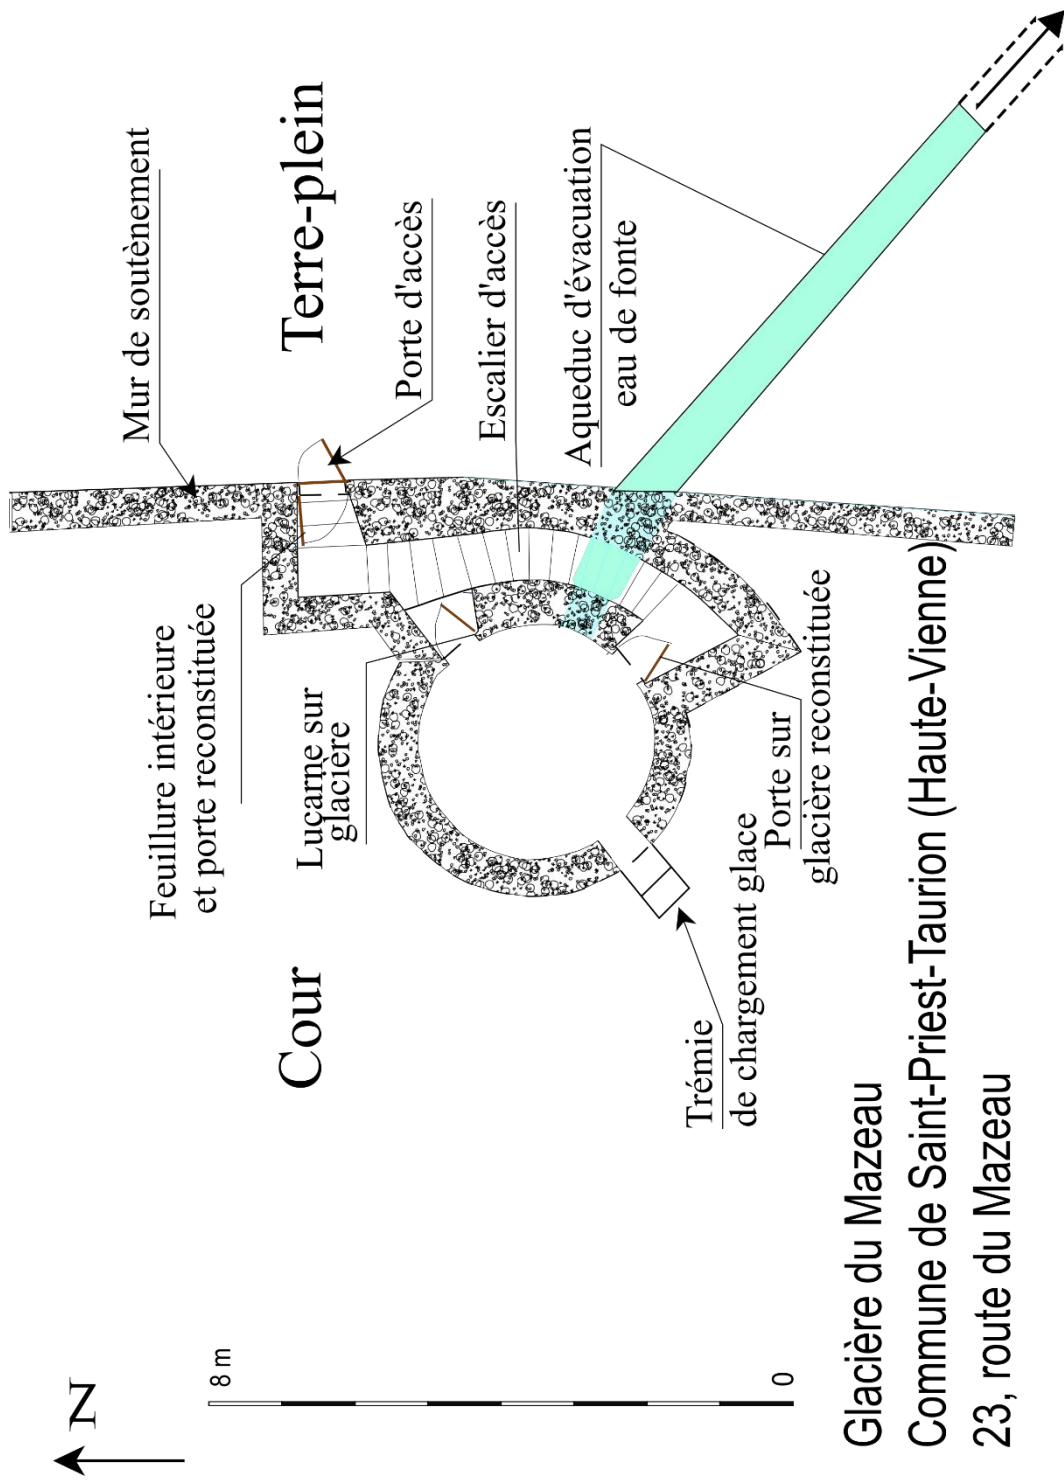 Mur de soutènement
Terre-plein
Porte d'accès
Escalier d'accès
Aqueduc d'évacuation
eau de fonte
Feuillure intérieure
et porte reconstituée
Lucarne sur
glacière
Porte sur
glacière reconstituée
Cour
Trémie
de chargement glace
N
8 m
0
Glacière du Mazeau
Commune de Saint-Priest-Taurion (Haute-Vienne)
23, route du Mazeau